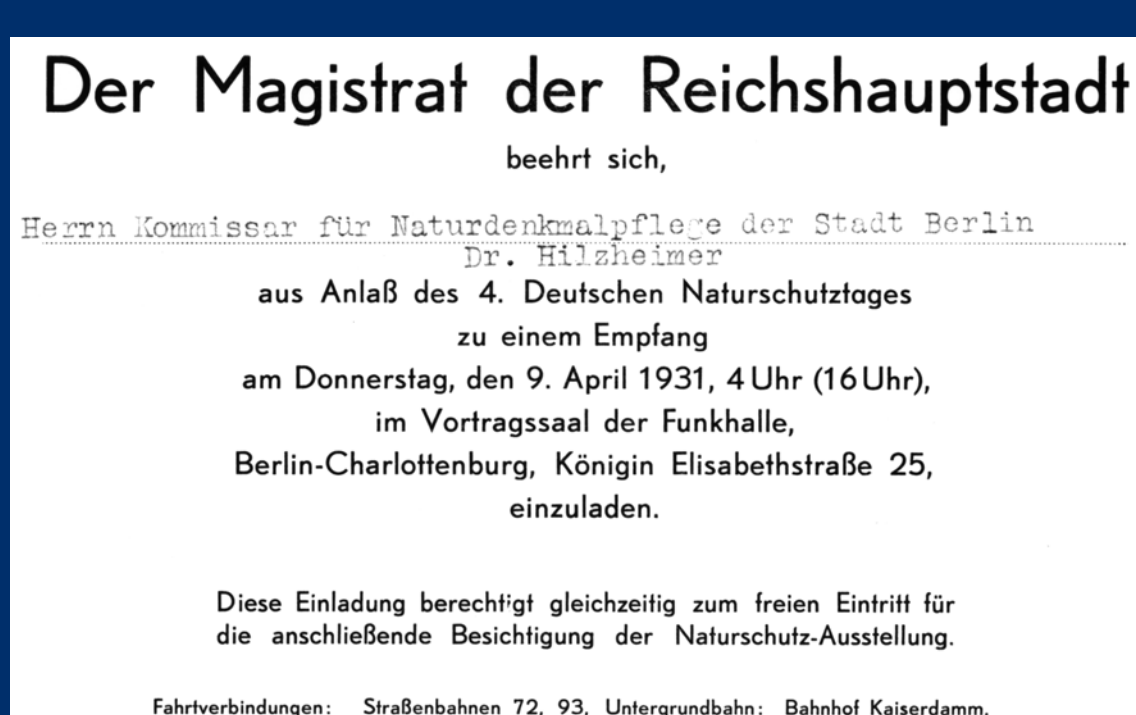 Der Magistrat der Reichshauptstadt
beehrt sich,
Herrn Kommissar für Naturdenkmalpflege der Stadt Berlin
Dr. Hilzheimer
aus Anlaß des 4. Deutschen Naturschutztages
zu einem Empfang
am Donnerstag, den 9. April 1931, 4 Uhr (16 Uhr),
im Vortragssaal der Funkhalle,
Berlin-Charlottenburg, Königin Elisabethstraße 25,
einzuladen.
Diese Einladung berechtigt gleichzeitig zum freien Eintritt für
die anschließende Besichtigung der Naturschutz-Ausstellung.
Fahrtverbindungen: Straßenbahnen 72, 93, Untergrundbahn: Bahnhof Kaiserdamm.